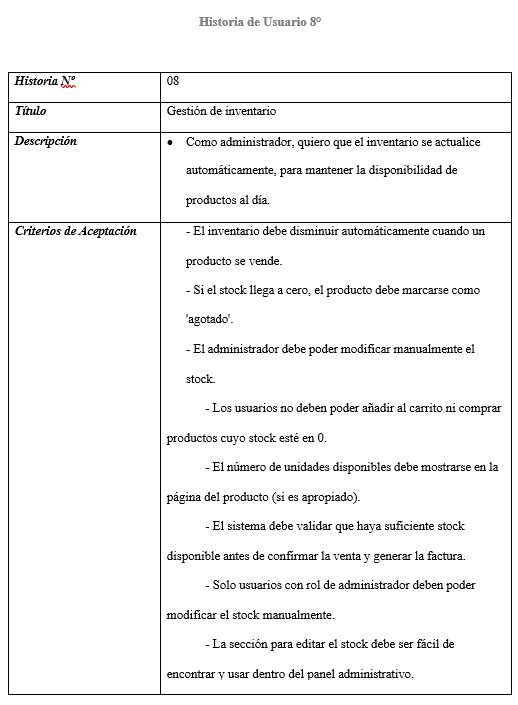 Historia de Usuario 8°
Historia Nº 08
Título Gestión de inventario
Descripción • Como administrador, quiero que el inventario se actualice
automáticamente, para mantener la disponibilidad de
productos al día.
Criterios de Aceptación - El inventario debe disminuir automáticamente cuando un
producto se vende.
- Si el stock llega a cero, el producto debe marcarse como
'agotado'.
- El administrador debe poder modificar manualmente el
stock.
- Los usuarios no deben poder añadir al carrito ni comprar
productos cuyo stock esté en 0.
- El número de unidades disponibles debe mostrarse en la
página del producto (si es apropiado).
- El sistema debe validar que haya suficiente stock
disponible antes de confirmar la venta y generar la factura.
- Solo usuarios con rol de administrador deben poder
modificar el stock manualmente.
- La sección para editar el stock debe ser fácil de
encontrar y usar dentro del panel administrativo.